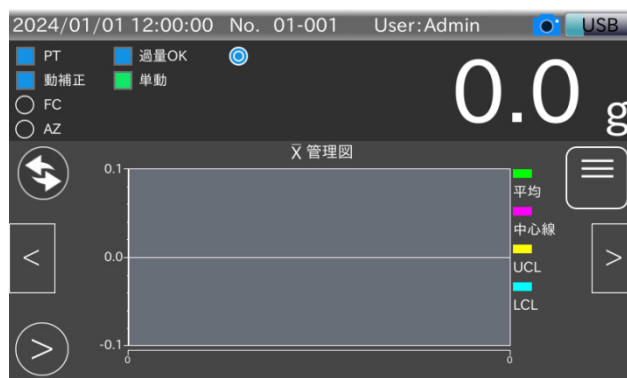 2024/01/01 12:00:00 No. 01-001 User:Admin USB
PT 過量OK
動補正 単動
FC
AZ
0.0 g
X̅ 管理図
0.1
0.0
-0.1
0 0
平均
中心線
UCL
LCL
< >
>